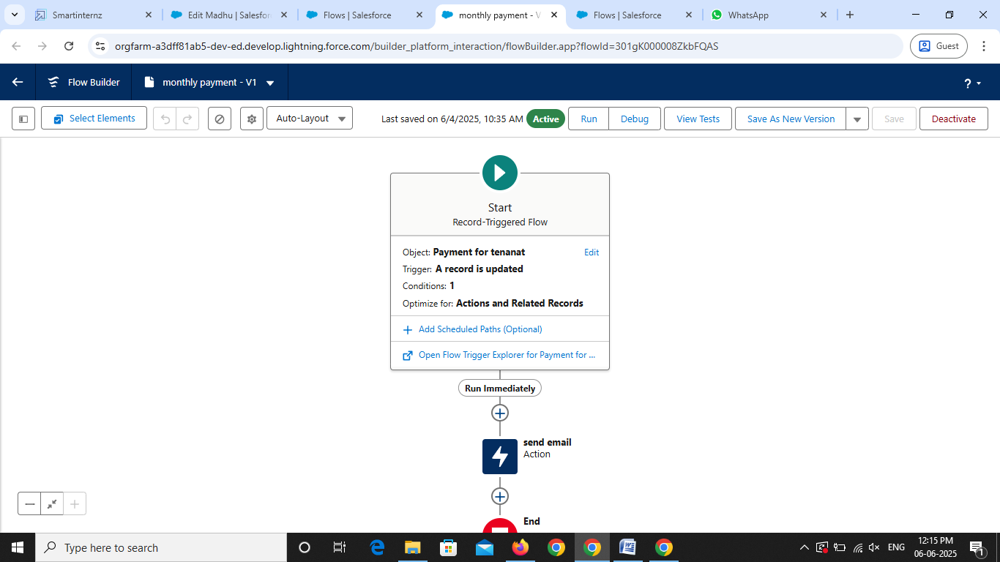 Smartinternz
Edit Madhu | Salesfor
Flows | Salesforce
monthly payment - V
Flows | Salesforce
WhatsApp
orgfarm-a3dff81ab5-dev-ed.develop.lightning.force.com/builder_platform_interaction/flowBuilder.app?flowId=301gK000008ZkbFQAS
Guest
Flow Builder
monthly payment - V1
?
Select Elements
Auto-Layout
Last saved on 6/4/2025, 10:35 AM
Active
Run
Debug
View Tests
Save As New Version
Save
Deactivate
Start
Record-Triggered Flow
Object: Payment for tenanat
Edit
Trigger: A record is updated
Conditions: 1
Optimize for: Actions and Related Records
Add Scheduled Paths (Optional)
Open Flow Trigger Explorer for Payment for ...
Run Immediately
send email
Action
End
Type here to search
ENG
12:15 PM
06-06-2025
1